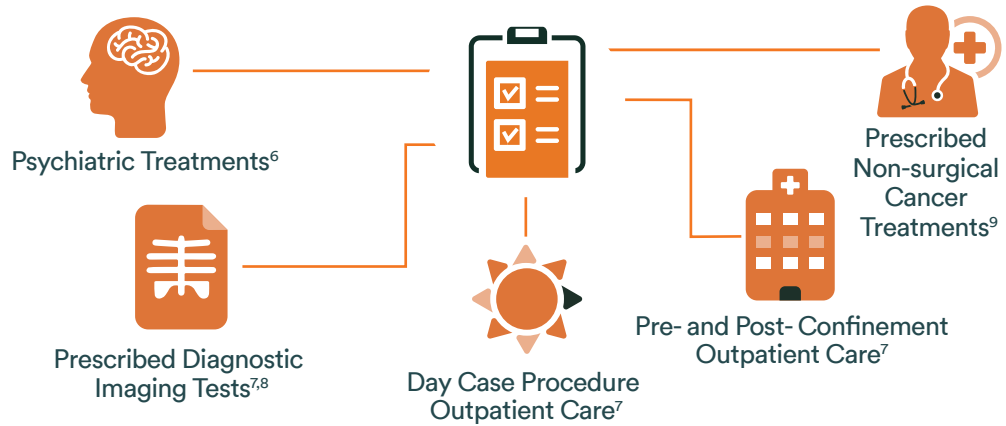 Psychiatric Treatments⁶
Prescribed
Non-surgical
Cancer
Treatments⁹
Prescribed Diagnostic
Imaging Tests⁷,⁸
Day Case Procedure
Outpatient Care⁷
Pre- and Post- Confinement
Outpatient Care⁷